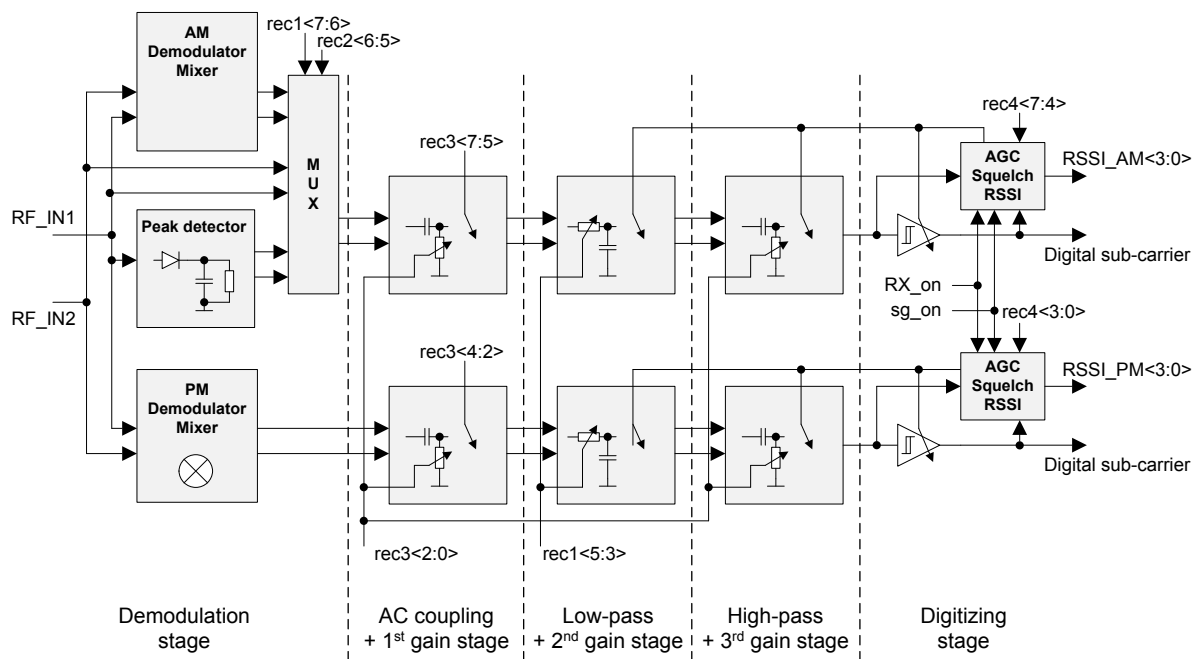 rec1<7:6>
rec2<6:5>
AM
Demodulator
Mixer
MUX
rec3<7:5>
rec4<7:4>
AGC
Squelch
RSSI
RSSI_AM<3:0>
RF_IN1
Peak detector
Digital sub-carrier
RX_on
sg_on
RF_IN2
rec3<4:2>
rec4<3:0>
PM
Demodulator
Mixer
AGC
Squelch
RSSI
RSSI_PM<3:0>
Digital sub-carrier
rec3<2:0>
rec1<5:3>
Demodulation
stage
AC coupling
+ 1st gain stage
Low-pass
+ 2nd gain stage
High-pass
+ 3rd gain stage
Digitizing
stage